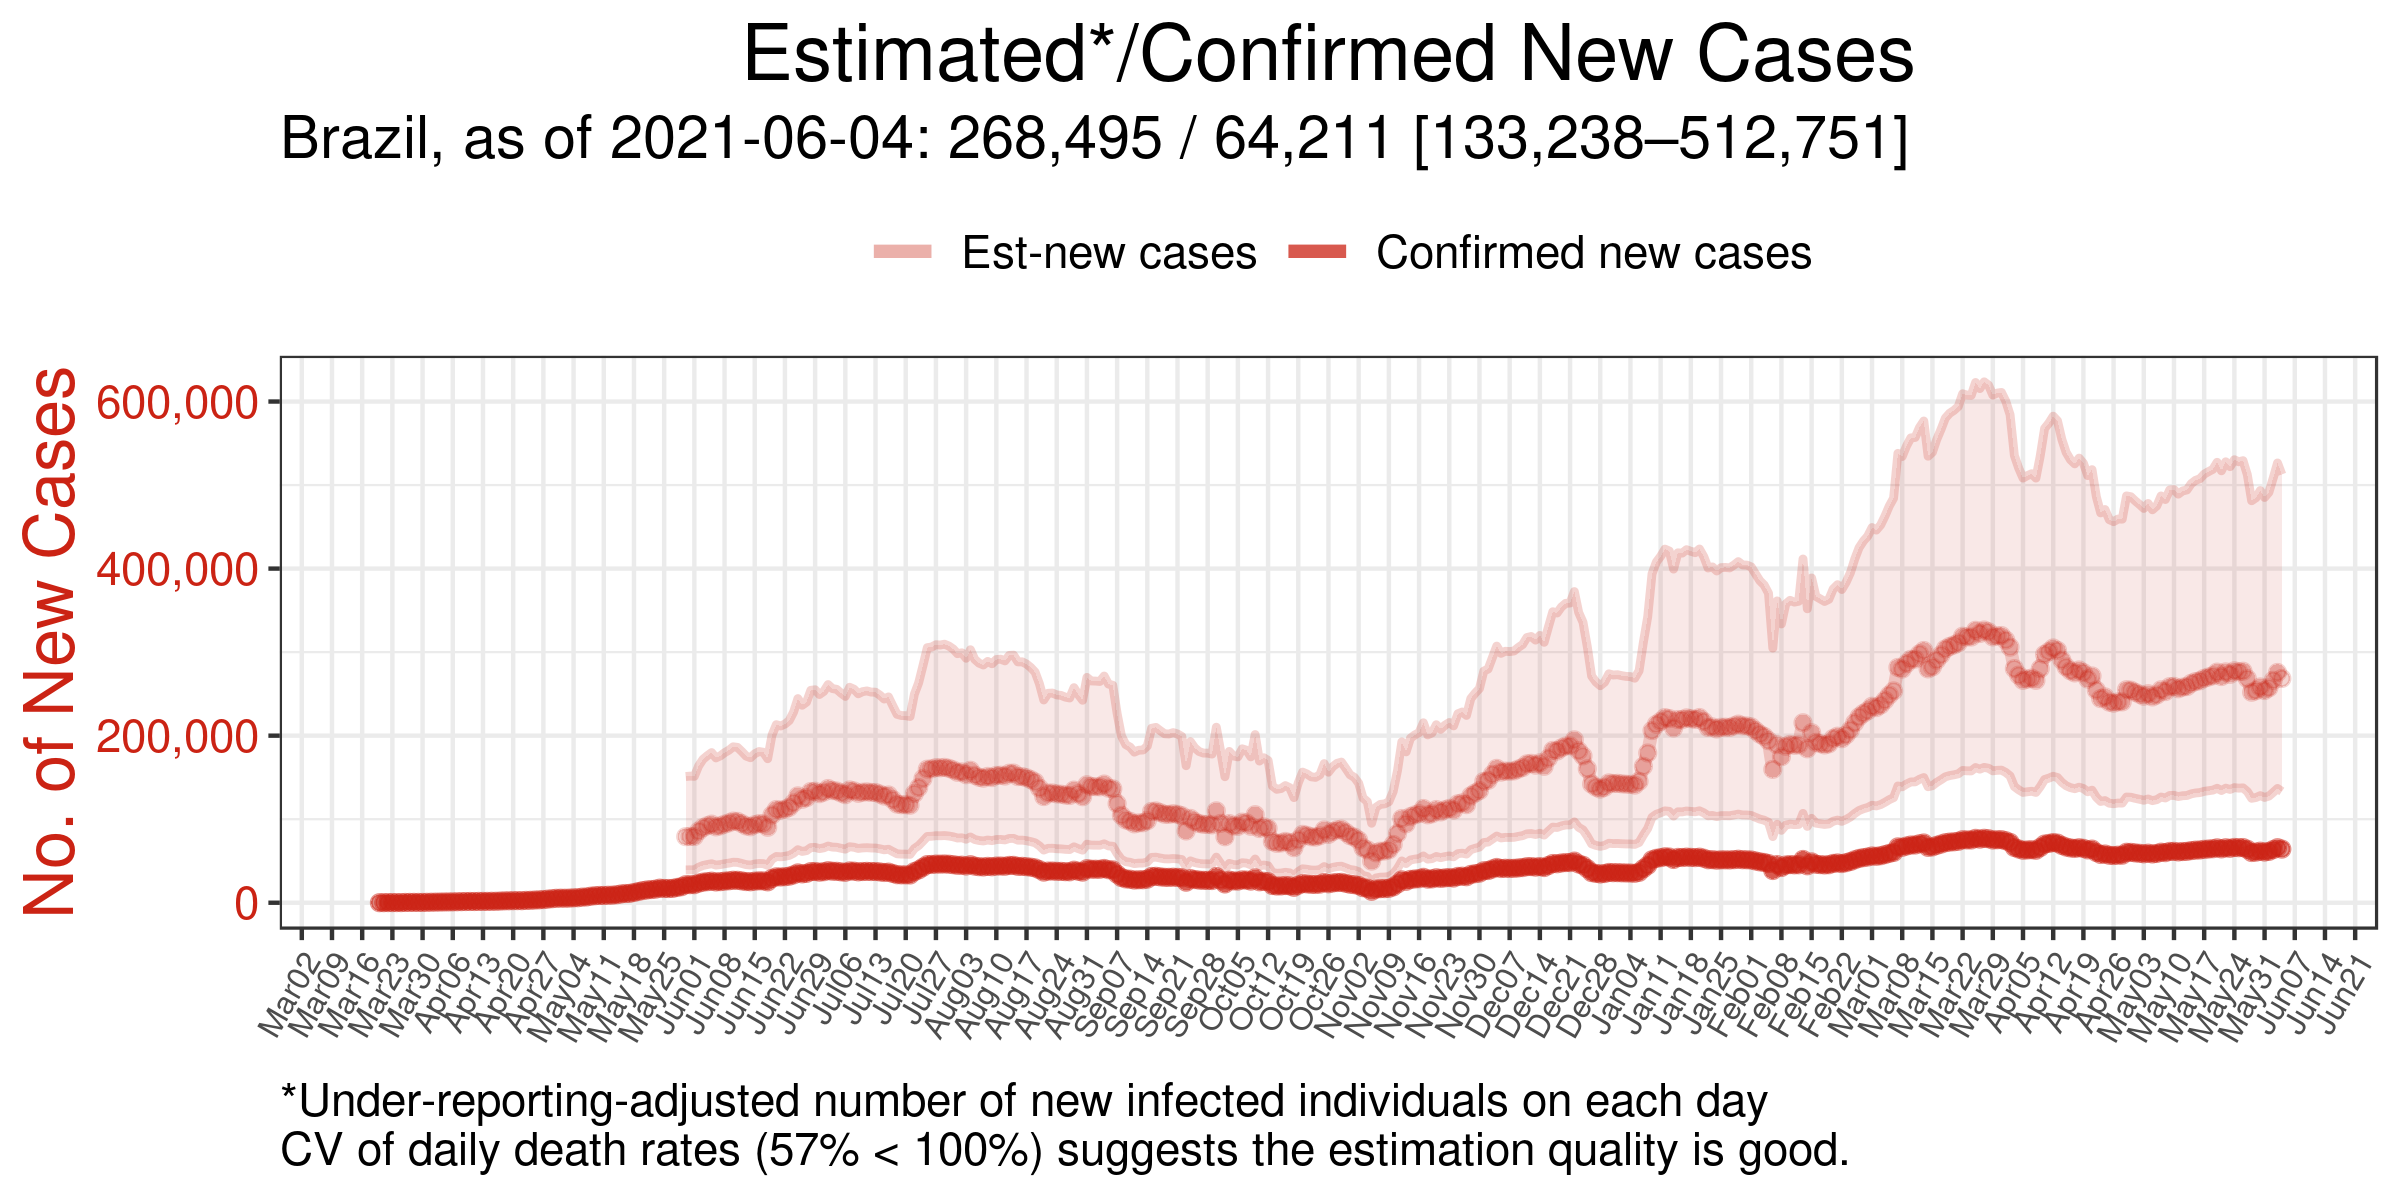 Estimated*/Confirmed New Cases
Brazil, as of 2021-06-04: 268,495 / 64,211 [133,238–512,751]
Est-new cases
Confirmed new cases
No. of New Cases
600,000
400,000
200,000
0
Mar02
Mar09
Mar16
Mar23
Mar30
Apr06
Apr13
Apr20
Apr27
May04
May11
May18
May25
Jun01
Jun08
Jun15
Jun22
Jun29
Jul06
Jul13
Jul20
Jul27
Aug03
Aug10
Aug17
Aug24
Aug31
Sep07
Sep14
Sep21
Sep28
Oct05
Oct12
Oct19
Oct26
Nov02
Nov09
Nov16
Nov23
Nov30
Dec07
Dec14
Dec21
Dec28
Jan04
Jan11
Jan18
Jan25
Feb01
Feb08
Feb15
Feb22
Mar01
Mar08
Mar15
Mar22
Mar29
Apr05
Apr12
Apr19
Apr26
May03
May10
May17
May24
May31
Jun07
Jun14
Jun21
*Under-reporting-adjusted number of new infected individuals on each day
CV of daily death rates (57% < 100%) suggests the estimation quality is good.